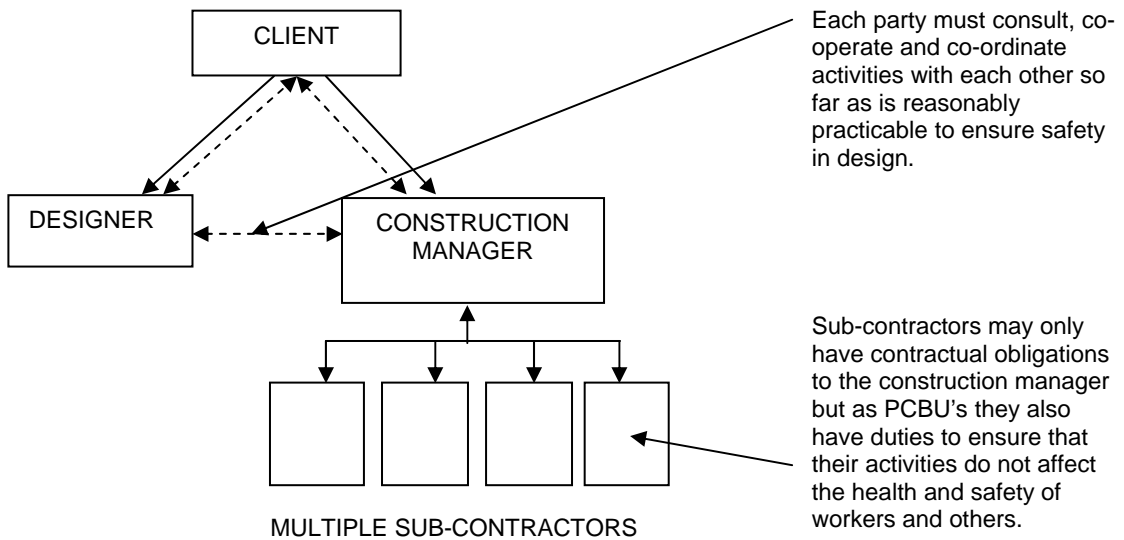 CLIENT
Each party must consult, co-
operate and co-ordinate
activities with each other so
far as is reasonably
practicable to ensure safety
in design.
DESIGNER
CONSTRUCTION
MANAGER
Sub-contractors may only
have contractual obligations
to the construction manager
but as PCBU's they also
have duties to ensure that
their activities do not affect
the health and safety of
workers and others.
MULTIPLE SUB-CONTRACTORS